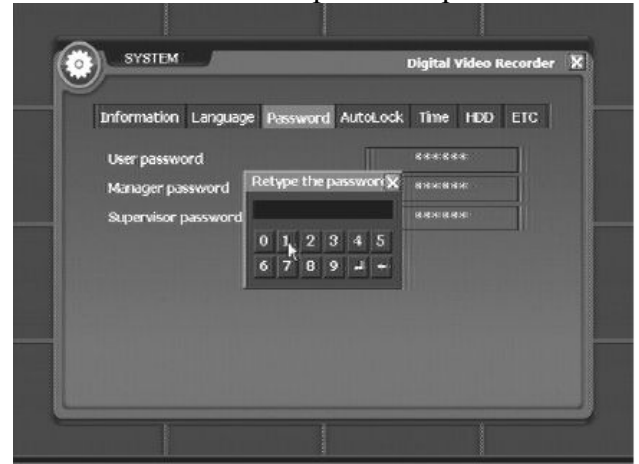 SYSTEM
Digital Video Recorder X
Information Language Password AutoLock Time HDD ETC
User password ******
Retype the passwor X
Manager password ******
Supervisor password ******
0 1 2 3 4 5
6 7 8 9 ↲ ←